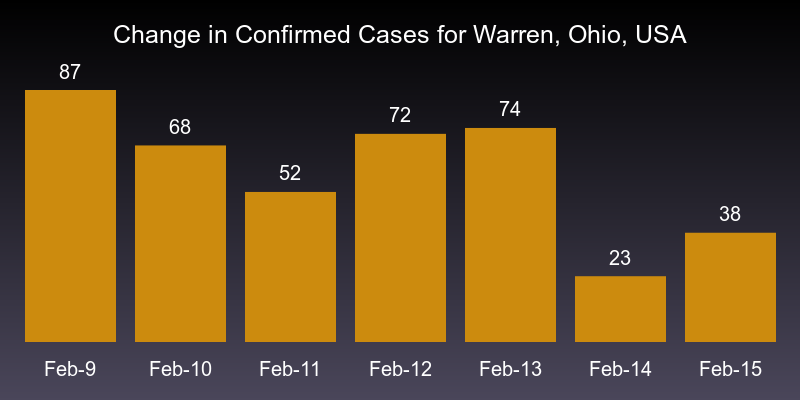 Change in Confirmed Cases for Warren, Ohio, USA
87
68
52
72
74
23
38
Feb-9
Feb-10
Feb-11
Feb-12
Feb-13
Feb-14
Feb-15